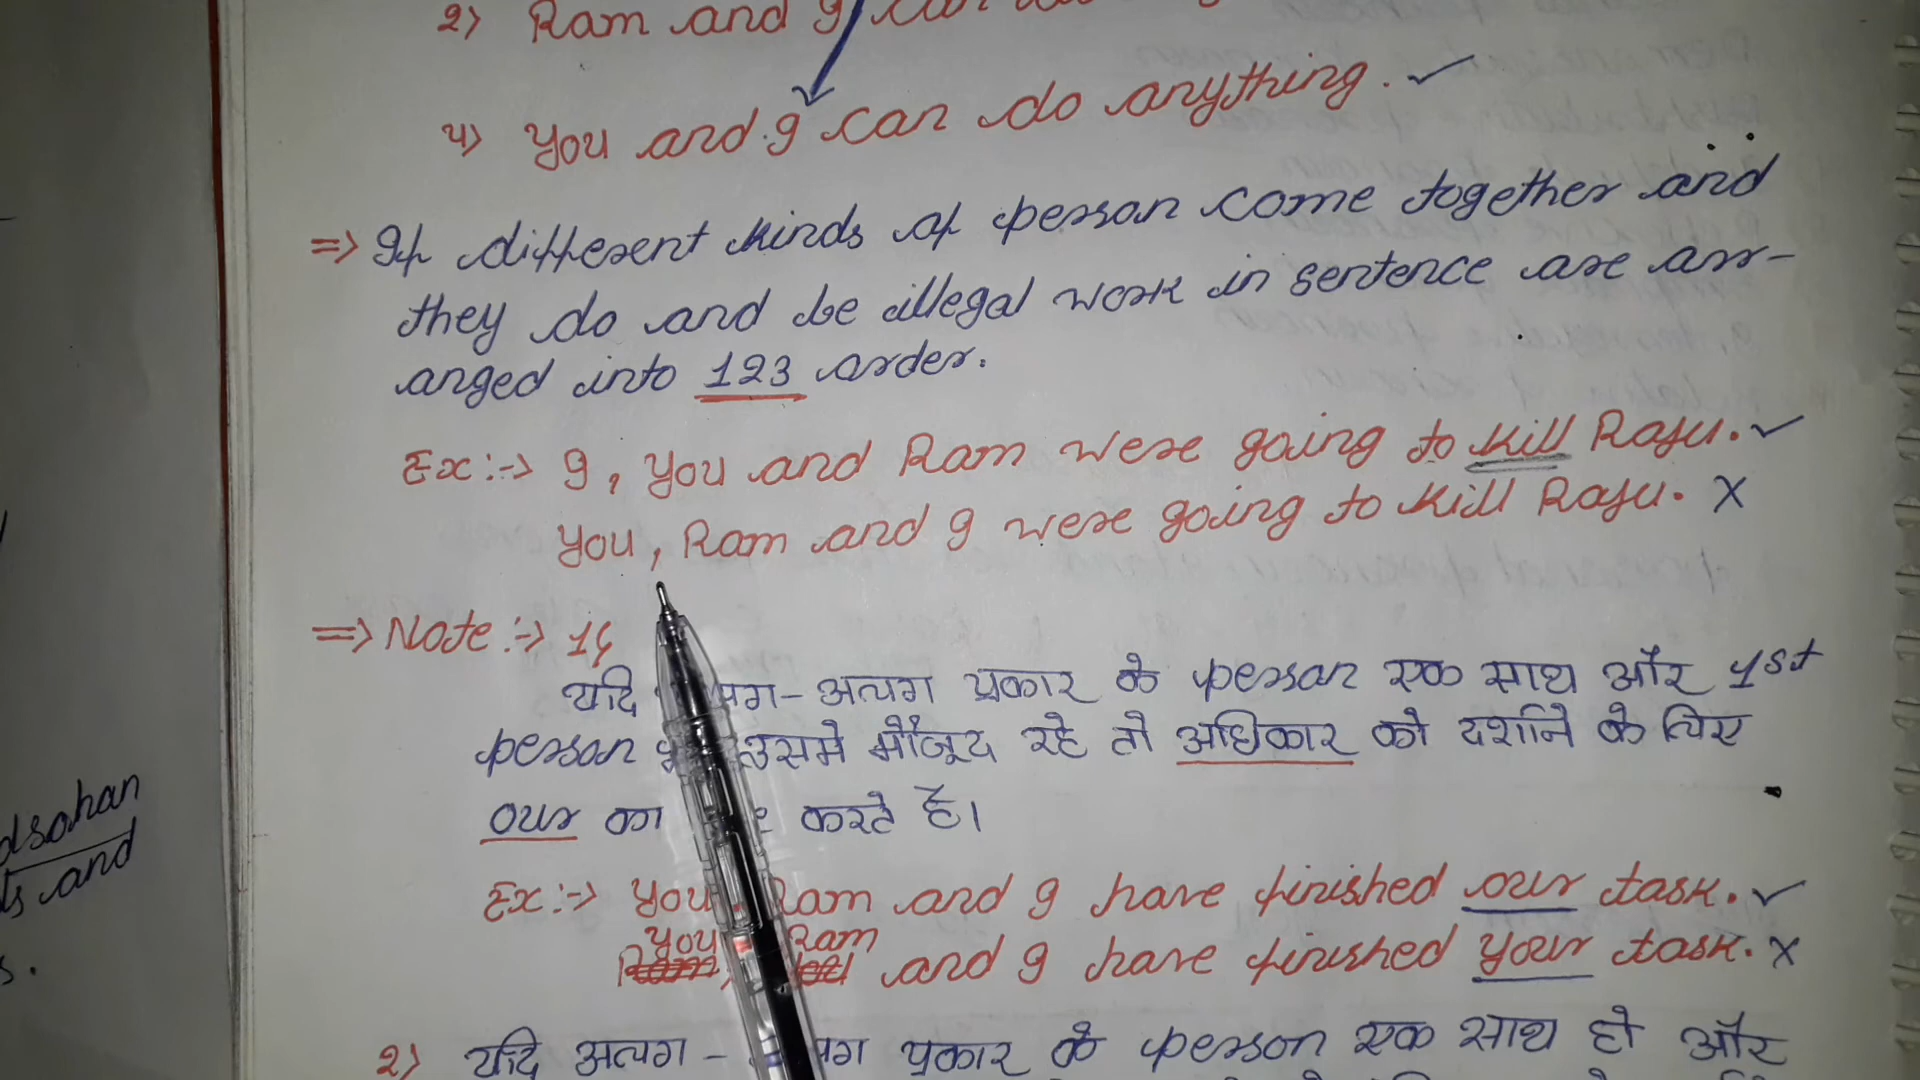 2) Ram and I can
4) You and I can do anything. ✓
=> If different kinds of person come together and
they do and be illegal work in sentence are arr-
anged into 123 order.
Ex :-> I, You and Ram were going to kill Raju. ✓
You, Ram and I were going to kill Raju. X
=> Note :-> 1)
यदि अलग प्रकार के person एक साथ और 1st
person उसमे मौजूद रहे तो अधिकार को दर्शाने के लिए
our का करते हैं।
Ex :-> You, Ram and I have finished our task. ✓
You Ram and I have finished your task. X
2) यदि अलग - प्रकार के person एक साथ हो और
dsohan
and
s.